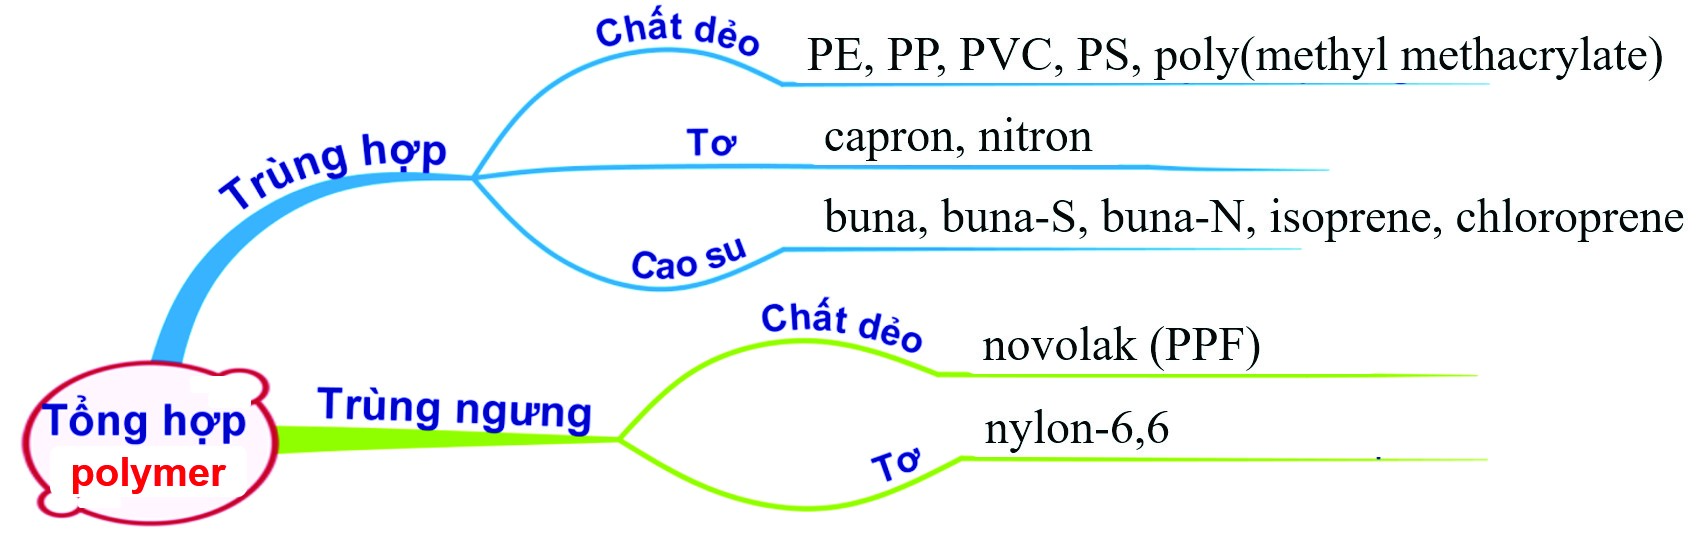 Chất dẻo
PE, PP, PVC, PS, poly(methyl methacrylate)
Trùng hợp
Tơ
capron, nitron
Cao su
buna, buna-S, buna-N, isoprene, chloroprene
Tổng hợp
polymer
Trùng ngưng
Chất dẻo
novolak (PPF)
Tơ
nylon-6,6